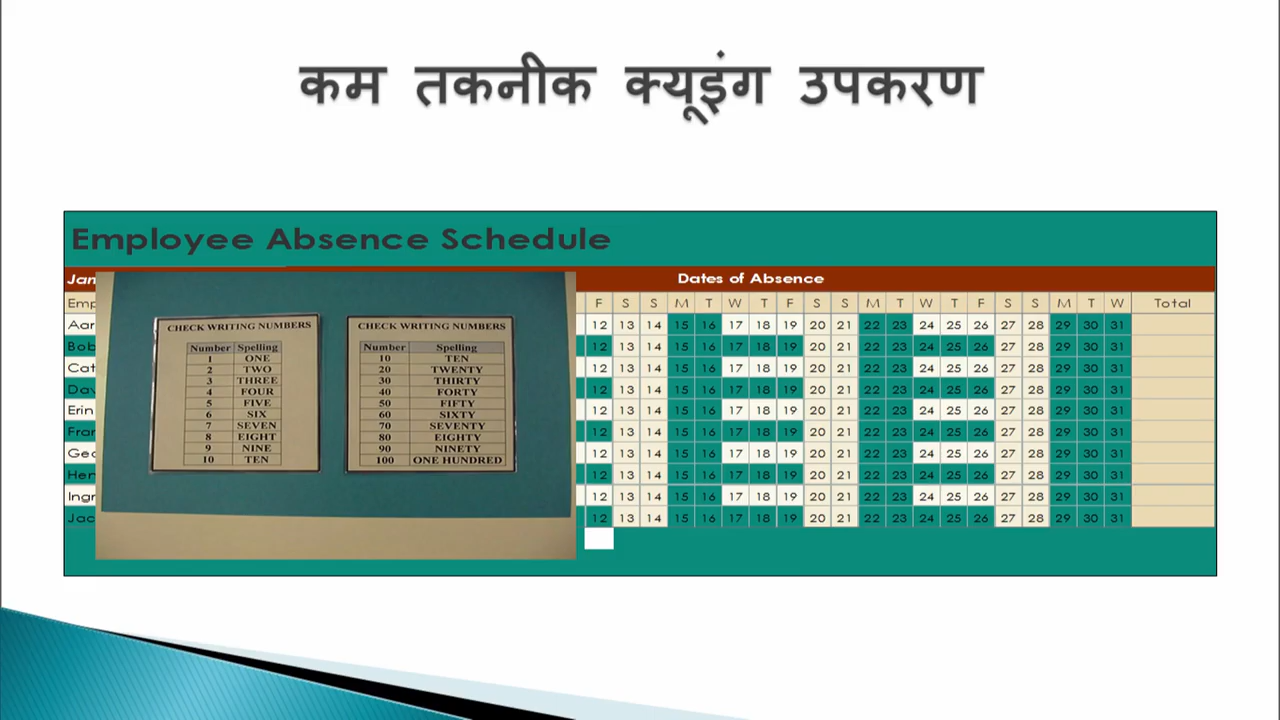 कम तकनीक क्यूइंग उपकरण
Employee Absence Schedule
Jan
Dates of Absence
Emp F S S M T W T F S S M T W T F S S M T W Total
Aar 12 13 14 15 16 17 18 19 20 21 22 23 24 25 26 27 28 29 30 31
Bob 12 13 14 15 16 17 18 19 20 21 22 23 24 25 26 27 28 29 30 31
Cat 12 13 14 15 16 17 18 19 20 21 22 23 24 25 26 27 28 29 30 31
Dav 12 13 14 15 16 17 18 19 20 21 22 23 24 25 26 27 28 29 30 31
Erin 12 13 14 15 16 17 18 19 20 21 22 23 24 25 26 27 28 29 30 31
Fran 12 13 14 15 16 17 18 19 20 21 22 23 24 25 26 27 28 29 30 31
Geo 12 13 14 15 16 17 18 19 20 21 22 23 24 25 26 27 28 29 30 31
Hen 12 13 14 15 16 17 18 19 20 21 22 23 24 25 26 27 28 29 30 31
Ingr 12 13 14 15 16 17 18 19 20 21 22 23 24 25 26 27 28 29 30 31
Jac 12 13 14 15 16 17 18 19 20 21 22 23 24 25 26 27 28 29 30 31
CHECK WRITING NUMBERS
Number Spelling
1 ONE
2 TWO
3 THREE
4 FOUR
5 FIVE
6 SIX
7 SEVEN
8 EIGHT
9 NINE
10 TEN
CHECK WRITING NUMBERS
Number Spelling
10 TEN
20 TWENTY
30 THIRTY
40 FORTY
50 FIFTY
60 SIXTY
70 SEVENTY
80 EIGHTY
90 NINETY
100 ONE HUNDRED